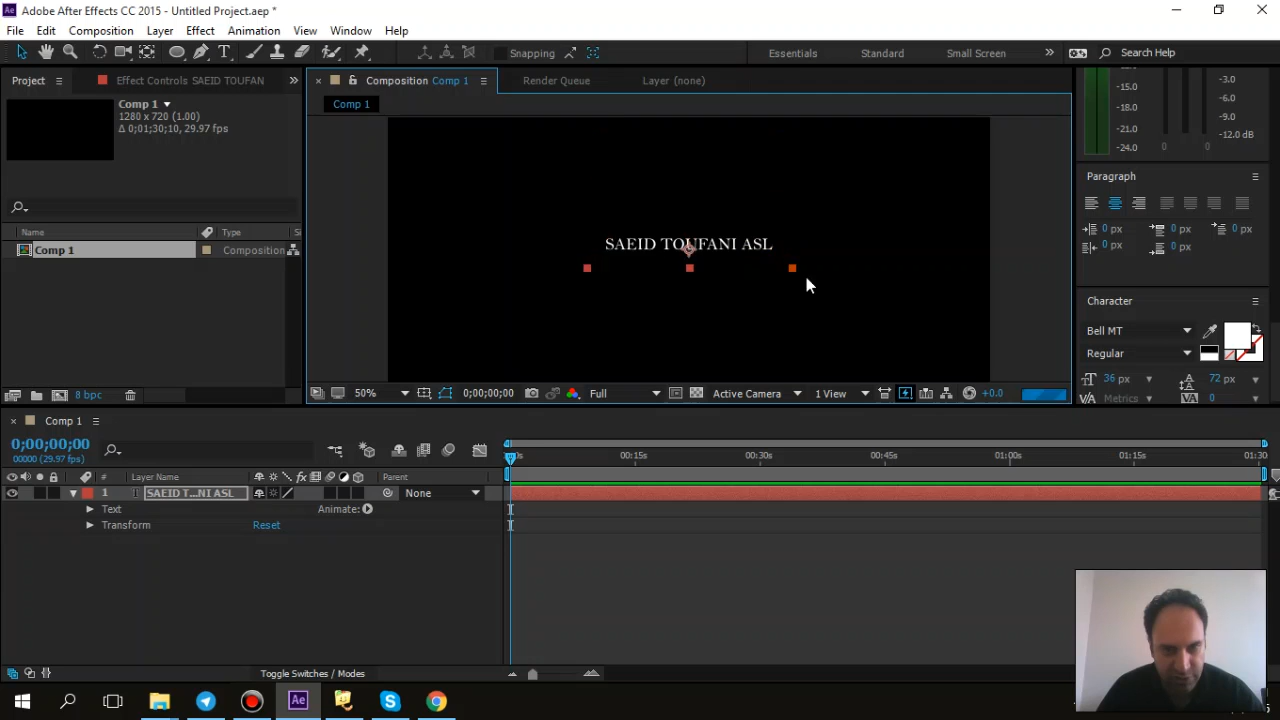 Adobe After Effects CC 2015 - Untitled Project.aep *
File Edit Composition Layer Effect Animation View Window Help
Snapping Essentials Standard Small Screen Search Help
Project Effect Controls SAEID TOUFAN Composition Comp 1 Render Queue Layer (none)
Comp 1
1280 x 720 (1.00)
Δ 0;01;30;10, 29.97 fps
Comp 1
-15.0 -3.0
-18.0 -6.0
-21.0 -9.0
-24.0 0 0 -12.0 dB
Paragraph
0 px 0 px 0 px
0 px 0 px
Name Type
Comp 1 Composition
SAEID TOUFANI ASL
Character
Bell MT
Regular
36 px 72 px
Metrics 0
8 bpc
50% 0;00;00;00 Full Active Camera 1 View +0.0
Comp 1
0;00;00;00
00000 (29.97 fps)
00:15s 00:30s 00:45s 01:00s 01:15s 01:30
# Layer Name Parent
1 SAEID T...NI ASL None
Text Animate:
Transform Reset
Toggle Switches / Modes